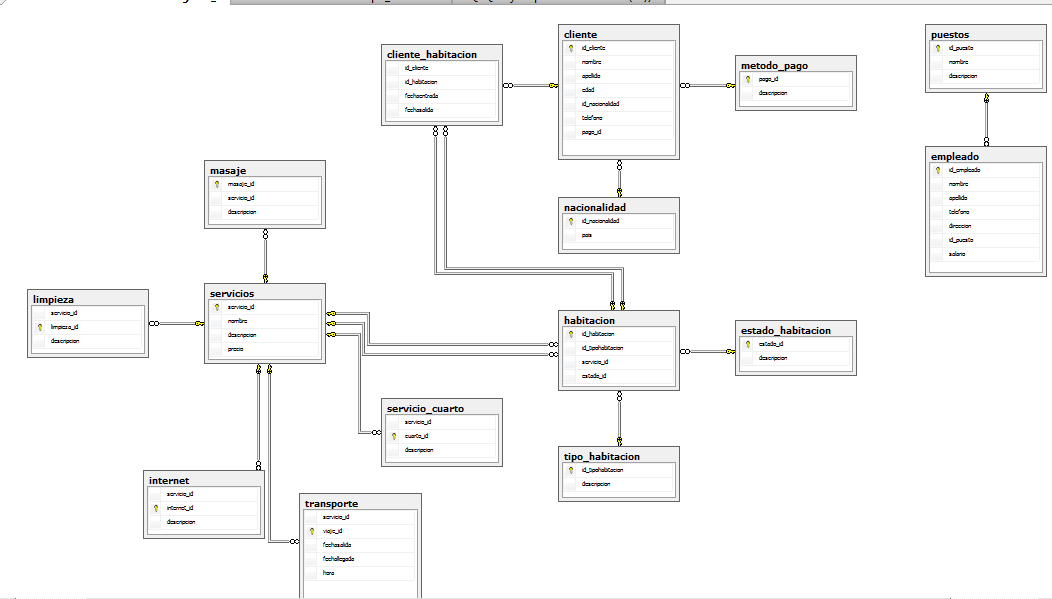 cliente_habitacion
id_cliente
id_habitacion
fechaentrada
fechasalida
cliente
id_cliente
nombre
apellido
edad
id_nacionalidad
telefono
pago_id
metodo_pago
pago_id
descripcion
puestos
id_puesto
nombre
descripcion
empleado
id_empleado
nombre
apellido
telefono
direccion
id_puesto
salario
masaje
masaje_id
servicio_id
descripcion
nacionalidad
id_nacionalidad
pais
limpieza
servicio_id
limpieza_id
descripcion
servicios
servicio_id
nombre
descripcion
precio
habitacion
id_habitacion
id_tipohabitacion
servicio_id
estado_id
estado_habitacion
estado_id
descripcion
servicio_cuarto
servicio_id
cuarto_id
descripcion
tipo_habitacion
id_tipohabitacion
descripcion
internet
servicio_id
internet_id
descripcion
transporte
servicio_id
viaje_id
fechasalida
fechallegada
hora